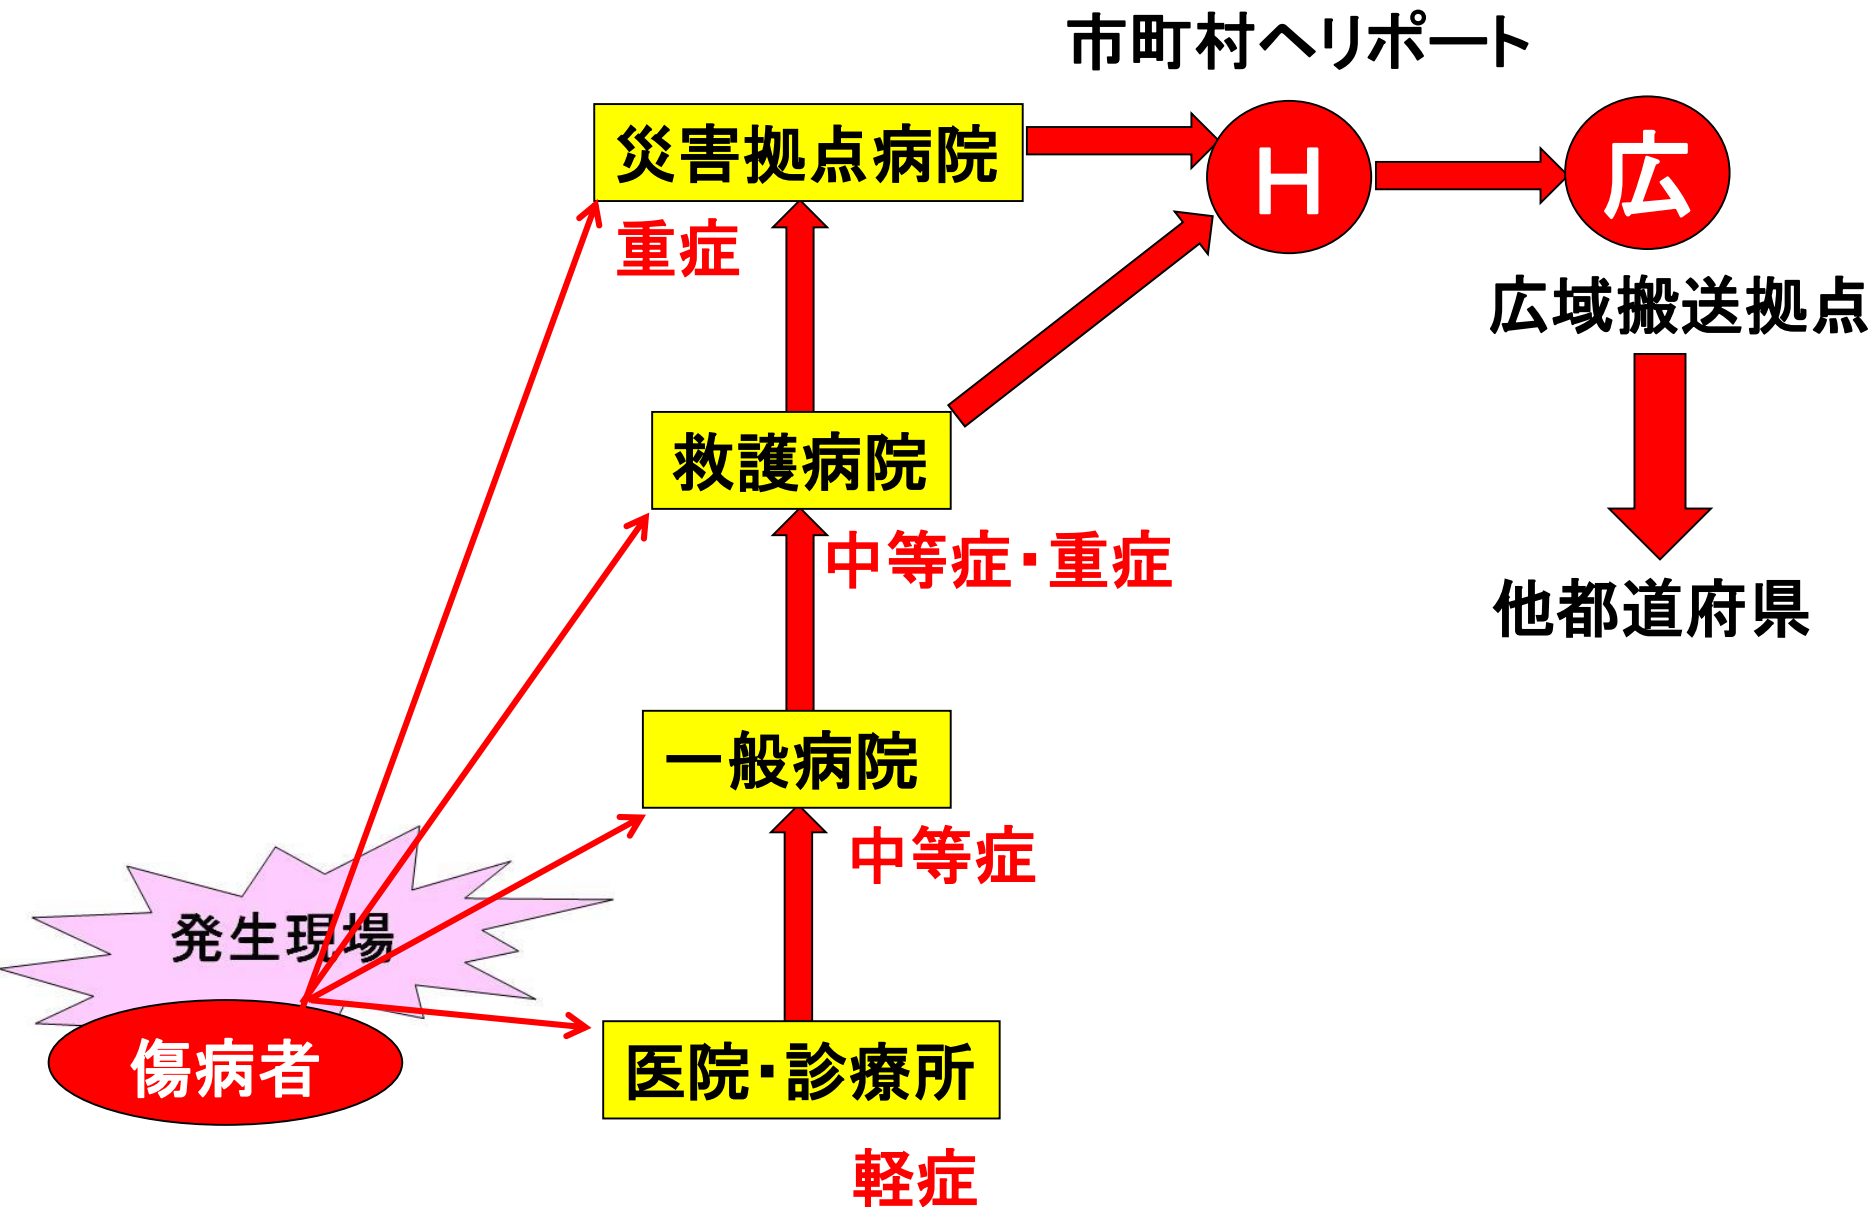 市町村ヘリポート
災害拠点病院
H
広
重症
広域搬送拠点
救護病院
中等症・重症
他都道府県
一般病院
中等症
発生現場
傷病者
医院・診療所
軽症